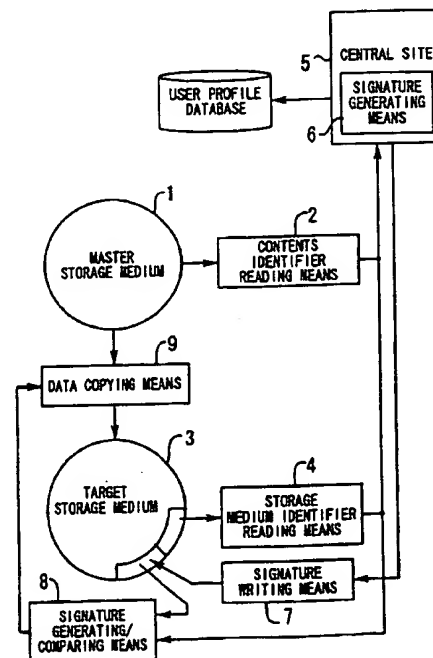 5
CENTRAL SITE
SIGNATURE
GENERATING
MEANS
6
USER PROFILE
DATABASE
1
MASTER
STORAGE MEDIUM
2
CONTENTS
IDENTIFIER
READING MEANS
9
DATA COPYING MEANS
3
TARGET
STORAGE MEDIUM
4
STORAGE
MEDIUM IDENTIFIER
READING MEANS
SIGNATURE
WRITING MEANS
7
8
SIGNATURE
GENERATING/
COMPARING MEANS